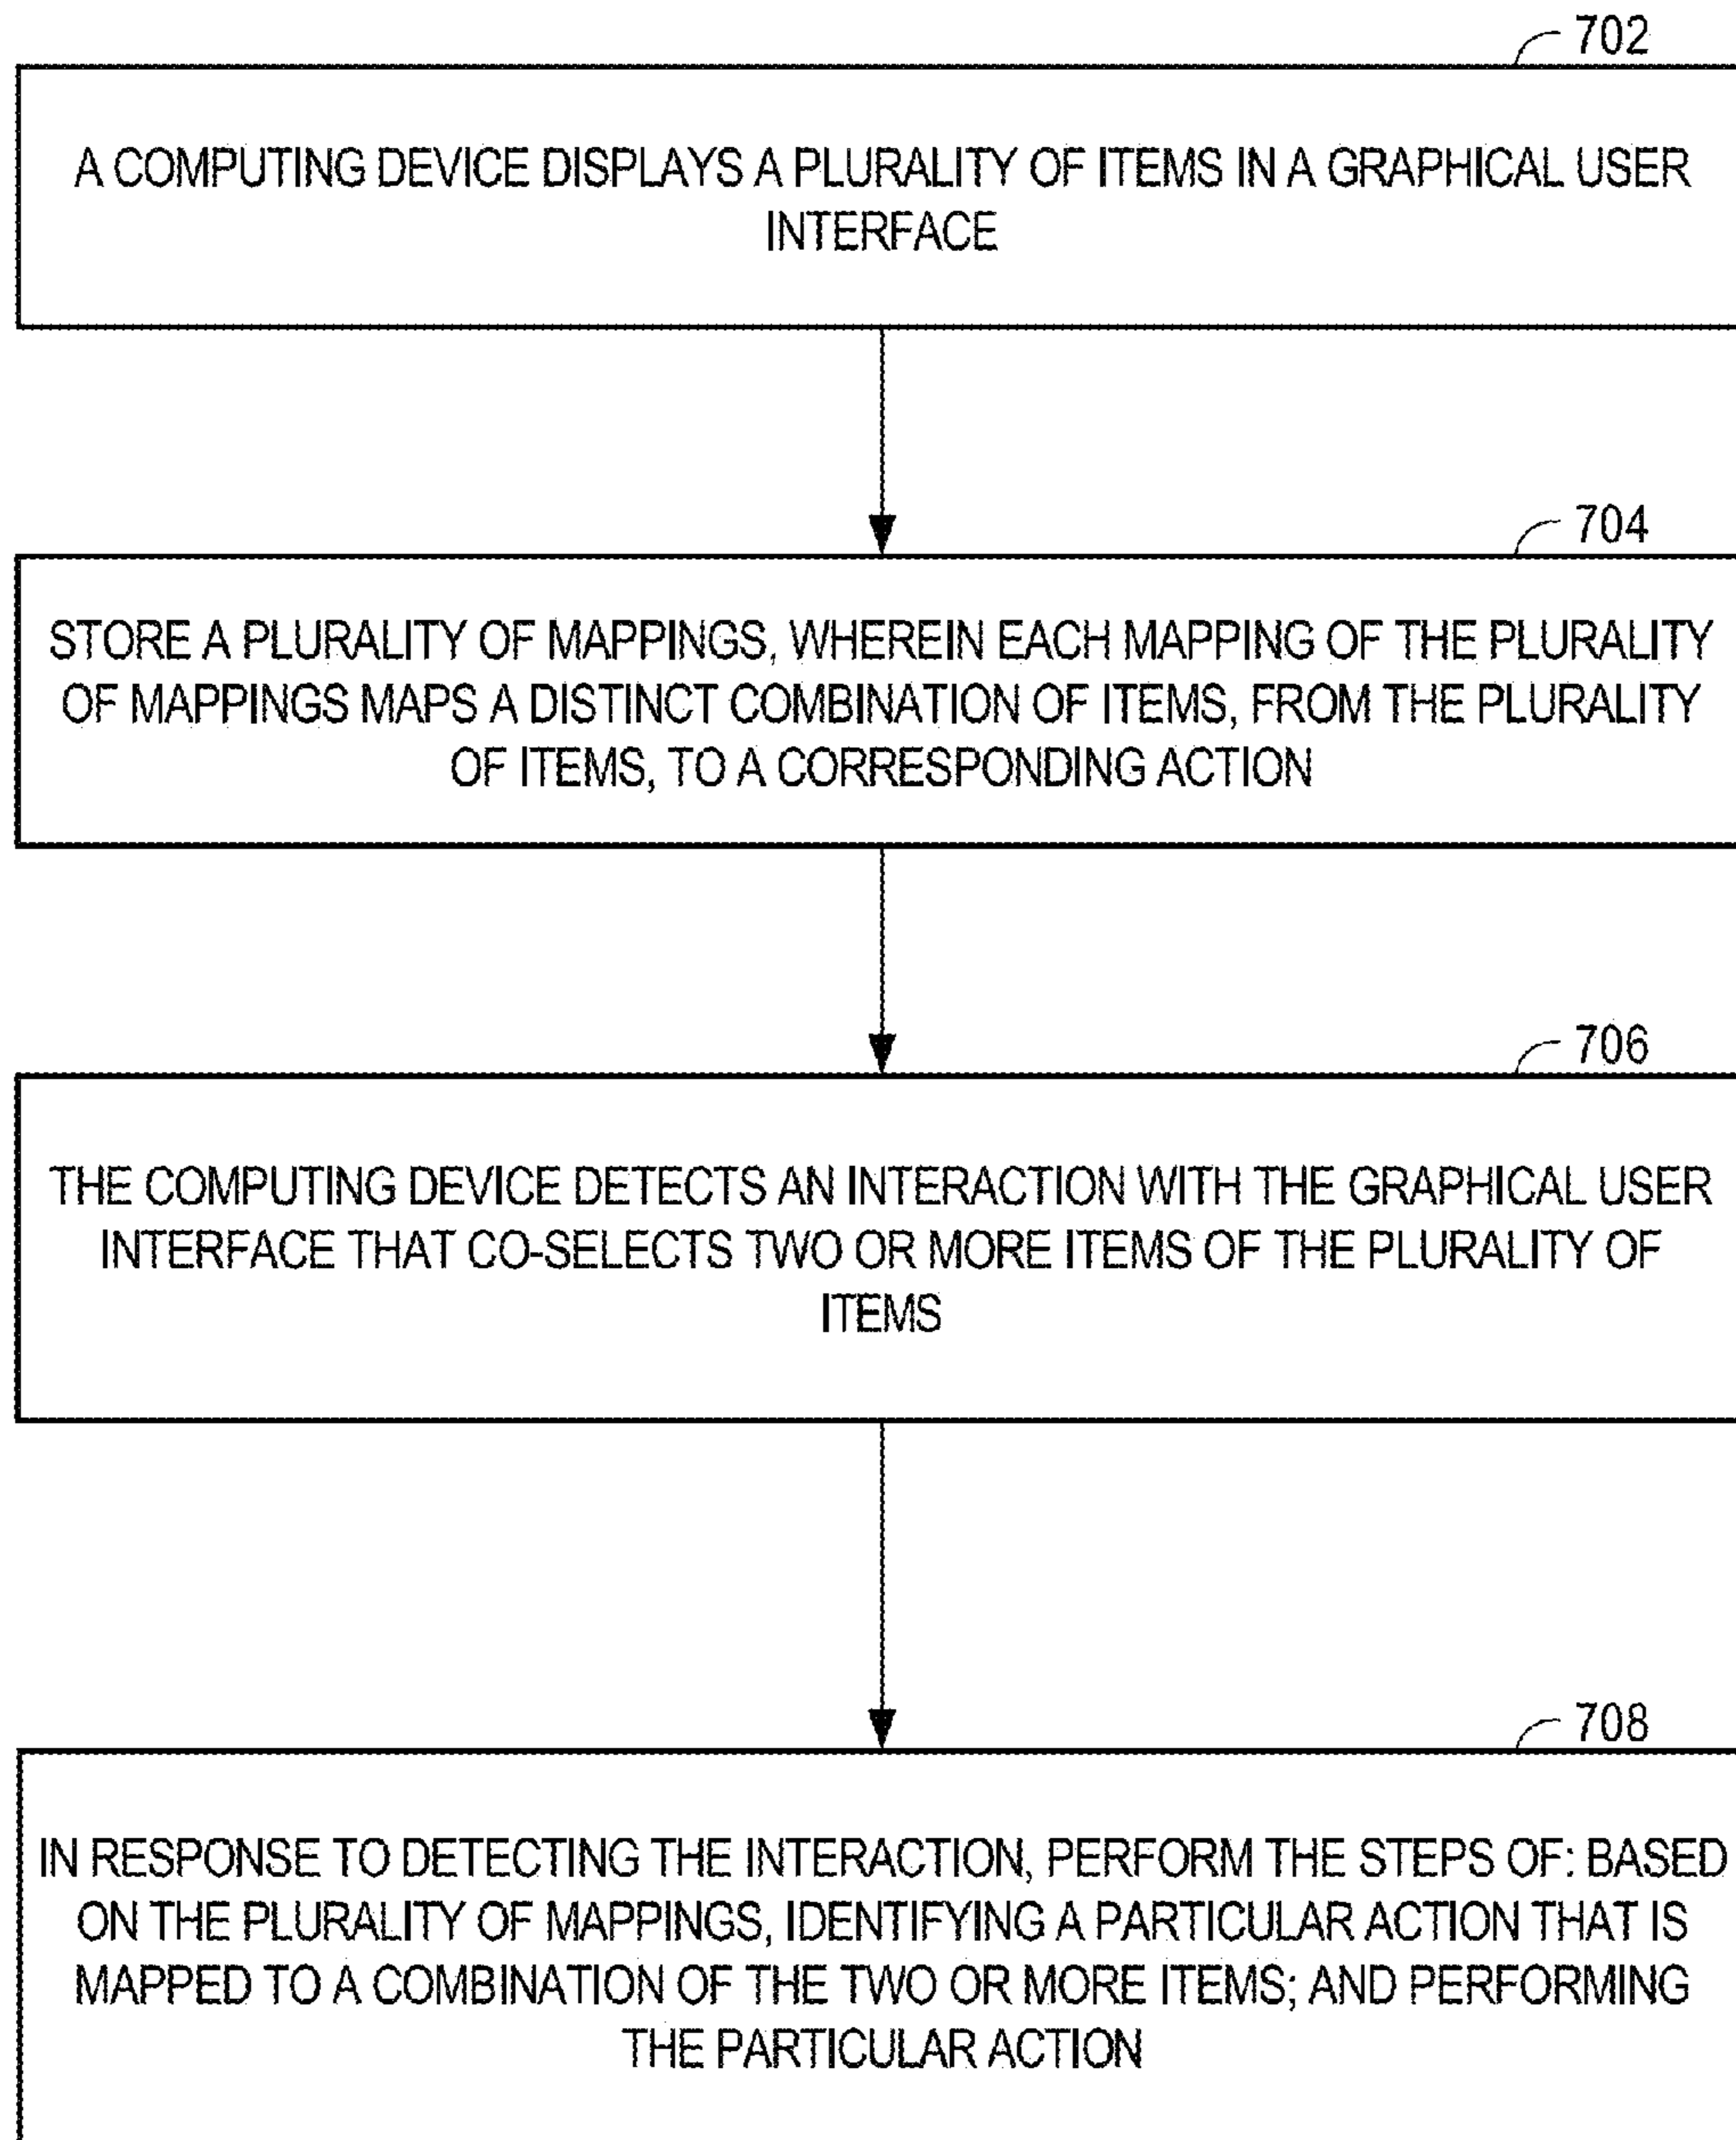 702
A COMPUTING DEVICE DISPLAYS A PLURALITY OF ITEMS IN A GRAPHICAL USER
INTERFACE
704
STORE A PLURALITY OF MAPPINGS, WHEREIN EACH MAPPING OF THE PLURALITY
OF MAPPINGS MAPS A DISTINCT COMBINATION OF ITEMS, FROM THE PLURALITY
OF ITEMS, TO A CORRESPONDING ACTION
706
THE COMPUTING DEVICE DETECTS AN INTERACTION WITH THE GRAPHICAL USER
INTERFACE THAT CO-SELECTS TWO OR MORE ITEMS OF THE PLURALITY OF
ITEMS
708
IN RESPONSE TO DETECTING THE INTERACTION, PERFORM THE STEPS OF: BASED
ON THE PLURALITY OF MAPPINGS, IDENTIFYING A PARTICULAR ACTION THAT IS
MAPPED TO A COMBINATION OF THE TWO OR MORE ITEMS; AND PERFORMING
THE PARTICULAR ACTION